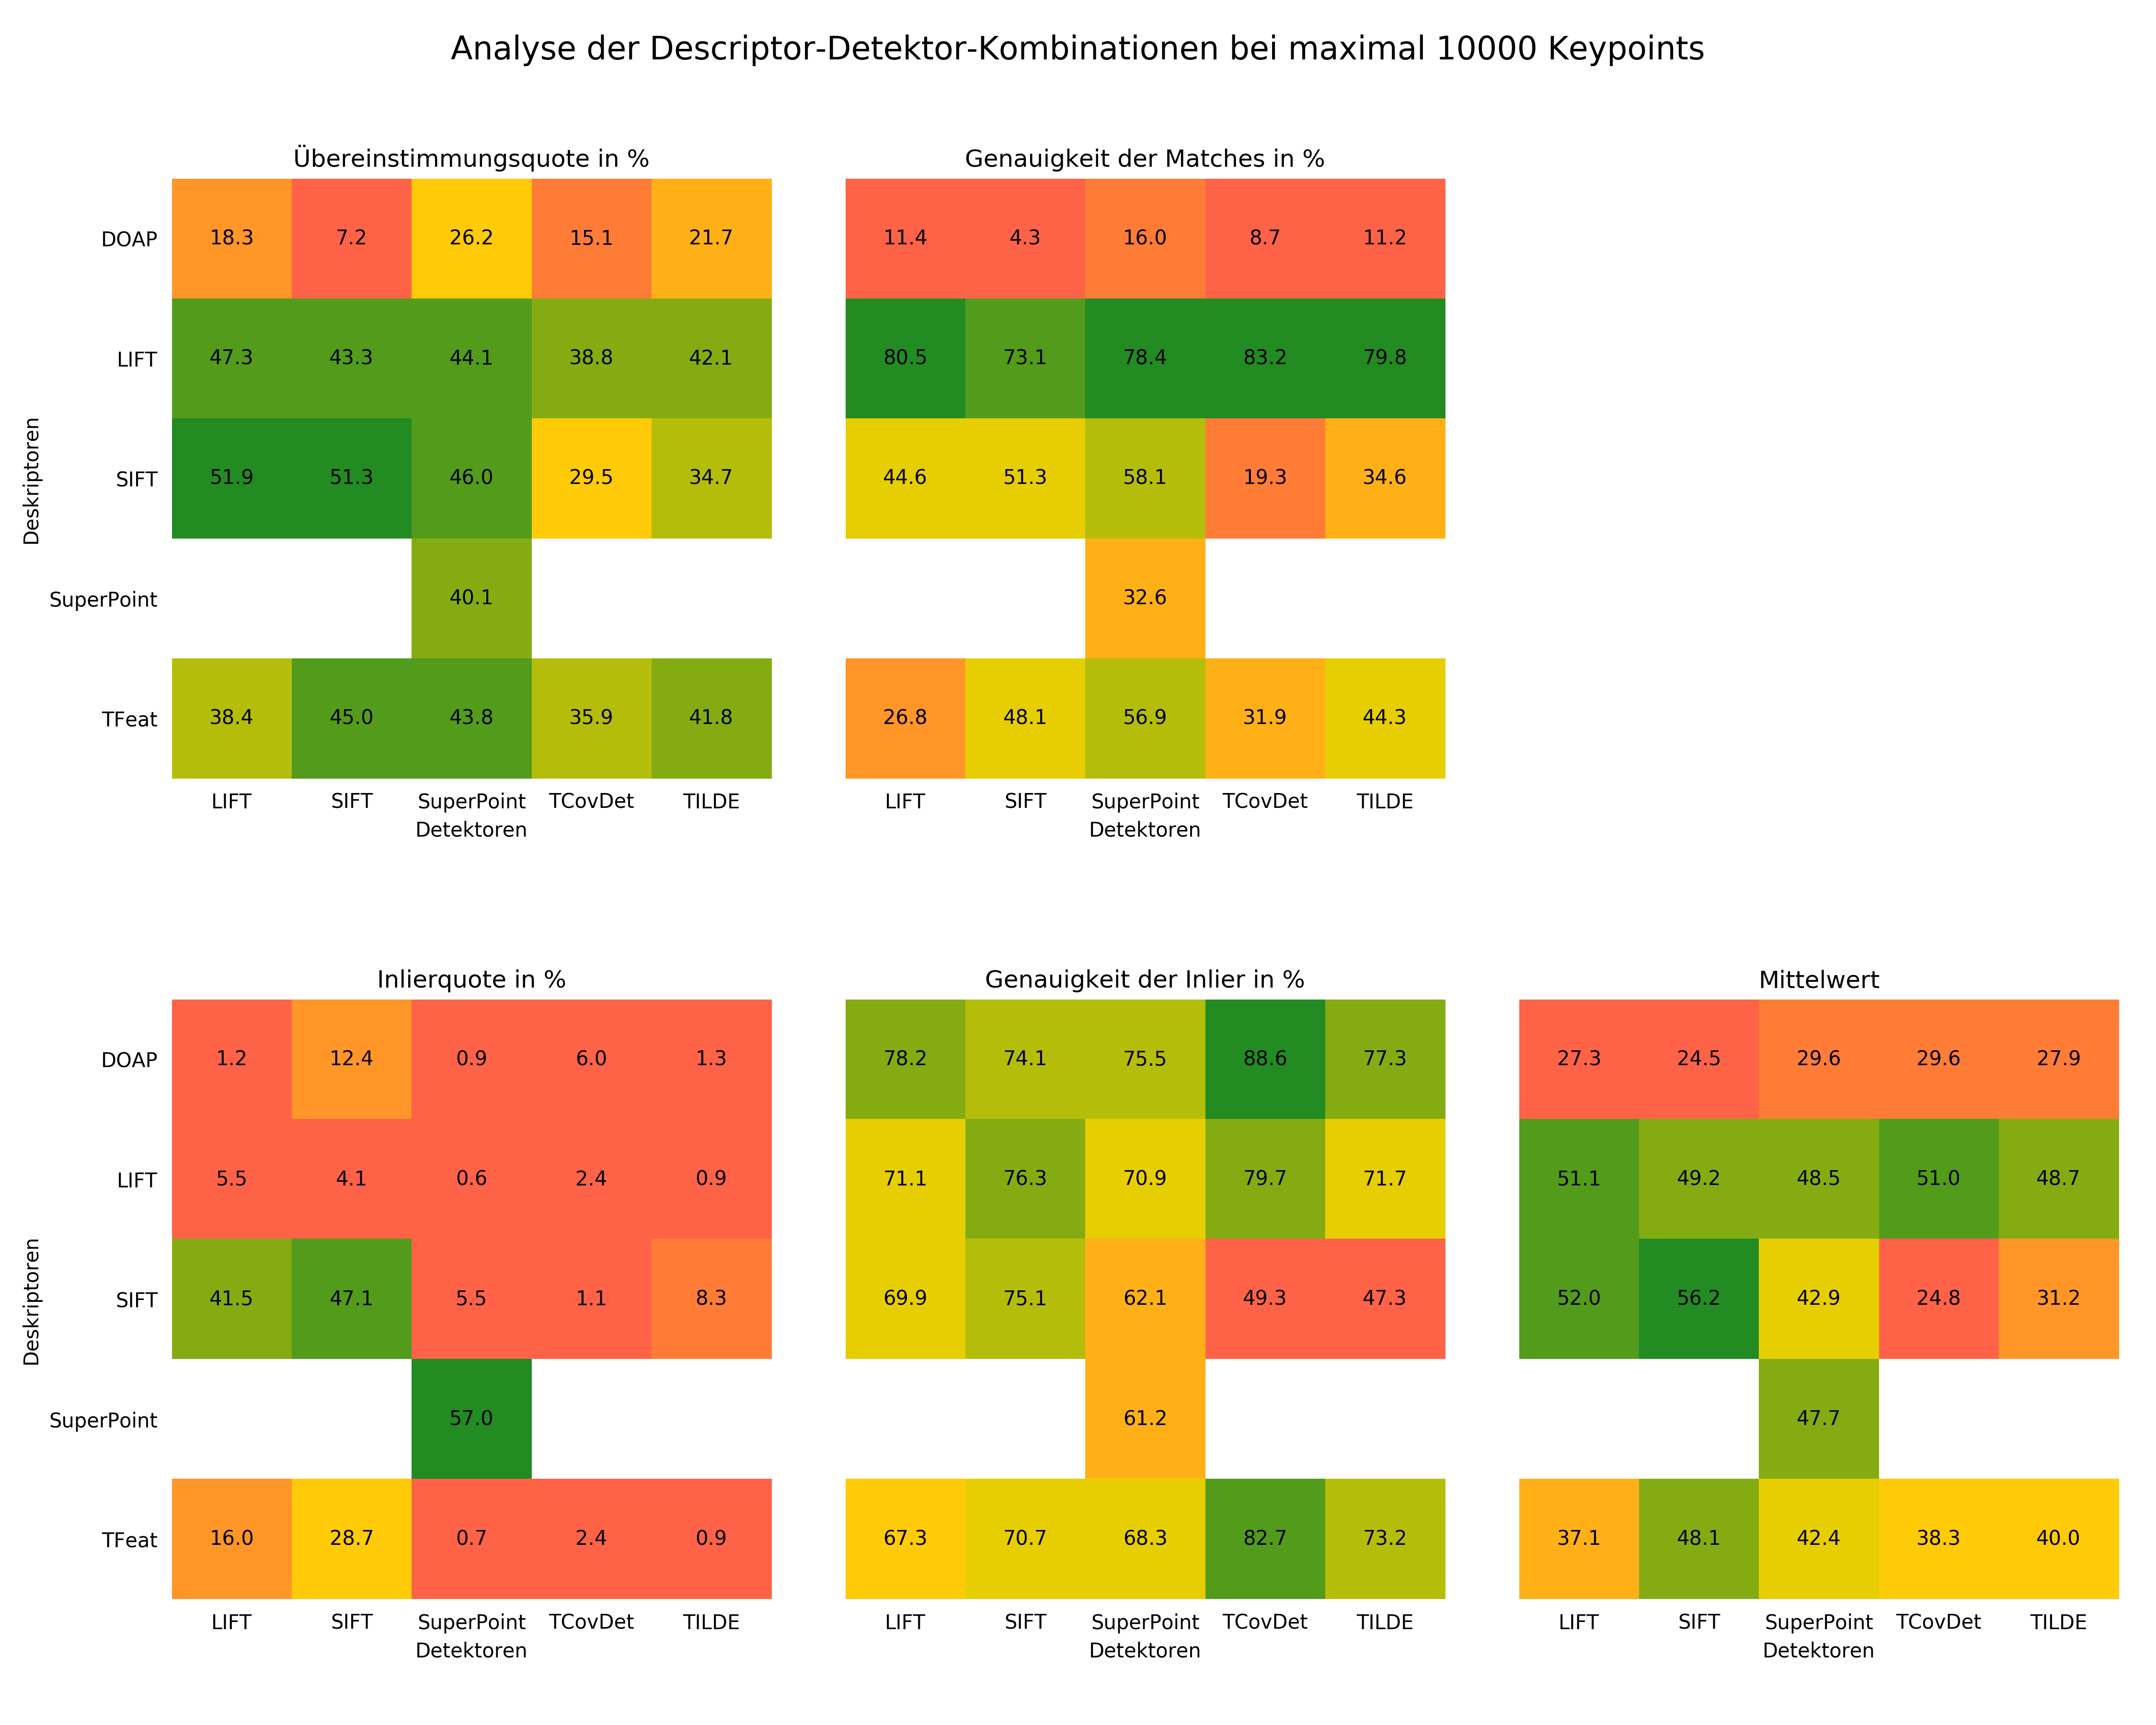 Analyse der Descriptor-Detektor-Kombinationen bei maximal 10000 Keypoints
Übereinstimmungsquote in %
Deskriptoren
DOAP 18.3 7.2 26.2 15.1 21.7
LIFT 47.3 43.3 44.1 38.8 42.1
SIFT 51.9 51.3 46.0 29.5 34.7
SuperPoint 40.1
TFeat 38.4 45.0 43.8 35.9 41.8
LIFT SIFT SuperPoint TCovDet TILDE
Detektoren
Genauigkeit der Matches in %
11.4 4.3 16.0 8.7 11.2
80.5 73.1 78.4 83.2 79.8
44.6 51.3 58.1 19.3 34.6
32.6
26.8 48.1 56.9 31.9 44.3
LIFT SIFT SuperPoint TCovDet TILDE
Detektoren
Inlierquote in %
Deskriptoren
DOAP 1.2 12.4 0.9 6.0 1.3
LIFT 5.5 4.1 0.6 2.4 0.9
SIFT 41.5 47.1 5.5 1.1 8.3
SuperPoint 57.0
TFeat 16.0 28.7 0.7 2.4 0.9
LIFT SIFT SuperPoint TCovDet TILDE
Detektoren
Genauigkeit der Inlier in %
78.2 74.1 75.5 88.6 77.3
71.1 76.3 70.9 79.7 71.7
69.9 75.1 62.1 49.3 47.3
61.2
67.3 70.7 68.3 82.7 73.2
LIFT SIFT SuperPoint TCovDet TILDE
Detektoren
Mittelwert
27.3 24.5 29.6 29.6 27.9
51.1 49.2 48.5 51.0 48.7
52.0 56.2 42.9 24.8 31.2
47.7
37.1 48.1 42.4 38.3 40.0
LIFT SIFT SuperPoint TCovDet TILDE
Detektoren